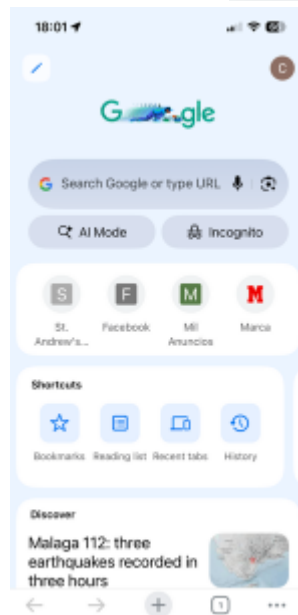 18:01
C
G gle
Search Google or type URL
AI Mode
Incognito
S
F
M
M
St. Andrew's...
Facebook
Mil Anuncios
Marca
Shortcuts
Bookmarks
Reading list
Recent tabs
History
Discover
Malaga 112: three
earthquakes recorded in
three hours
1